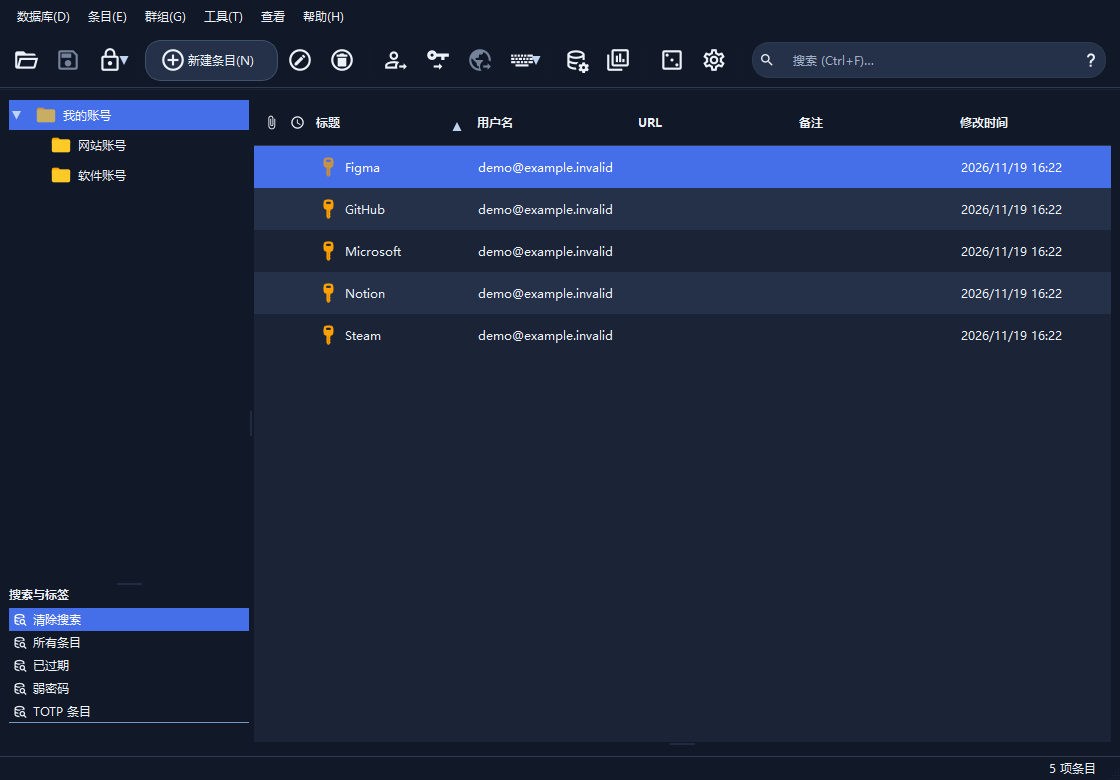 数据库(D) 条目(E) 群组(G) 工具(T) 查看 帮助(H)
新建条目(N) 搜索 (Ctrl+F)... ?
我的账号
网站账号
软件账号
标题 用户名 URL 备注 修改时间
Figma demo@example.invalid 2026/11/19 16:22
GitHub demo@example.invalid 2026/11/19 16:22
Microsoft demo@example.invalid 2026/11/19 16:22
Notion demo@example.invalid 2026/11/19 16:22
Steam demo@example.invalid 2026/11/19 16:22
搜索与标签
清除搜索
所有条目
已过期
弱密码
TOTP 条目
5 项条目